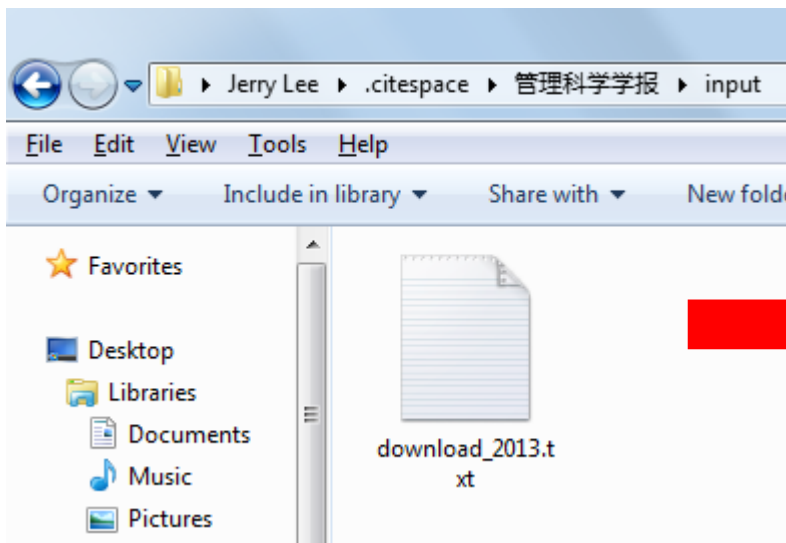 Jerry Lee .citespace 管理科学学报 input
File Edit View Tools Help
Organize Include in library Share with New folde
Favorites
Desktop
Libraries
Documents
Music
Pictures
download_2013.t
xt